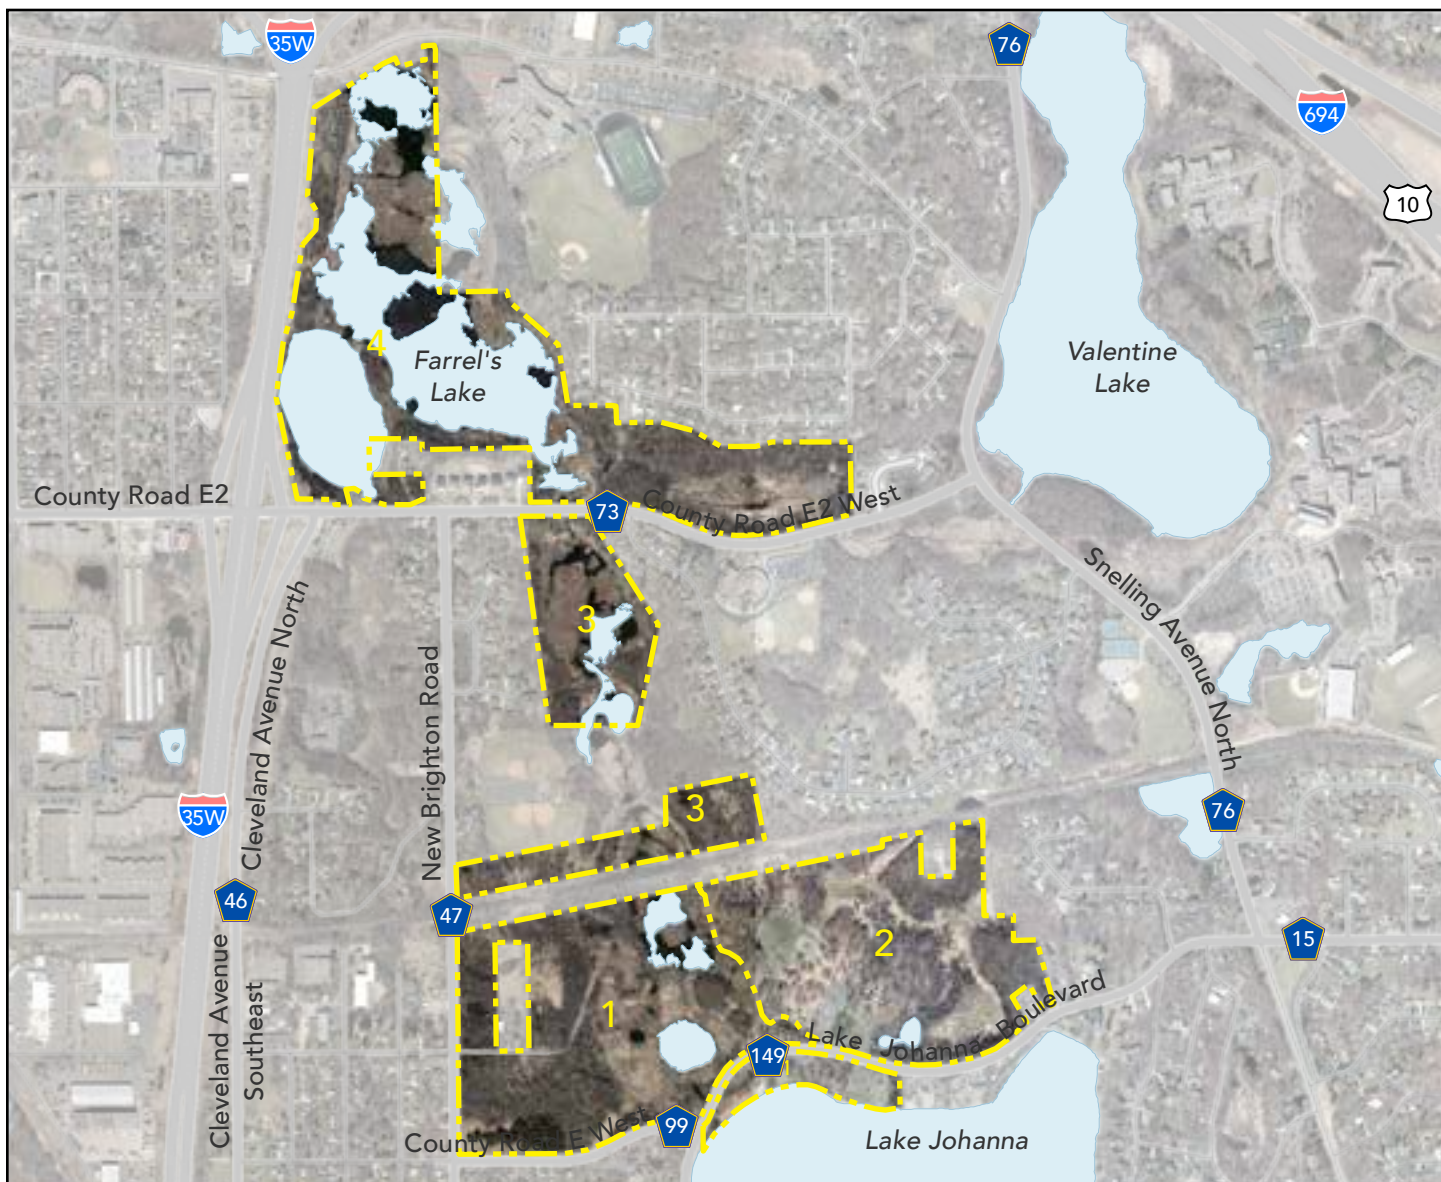 35W
76
694
10
4
Farrel's
Lake
Valentine
Lake
County Road E2
73
County Road E2 West
Snelling Avenue North
Cleveland Avenue North
3
New Brighton Road
3
35W
76
46
47
2
15
Cleveland Avenue
Southeast
1
Lake Johanna Boulevard
149
1
99
County Road E West
Lake Johanna